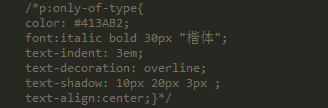 /*p:only-of-type{
color: #413AB2;
font:italic bold 30px "楷体";
text-indent: 3em;
text-decoration: overline;
text-shadow: 10px 20px 3px ;
text-align:center;}*/